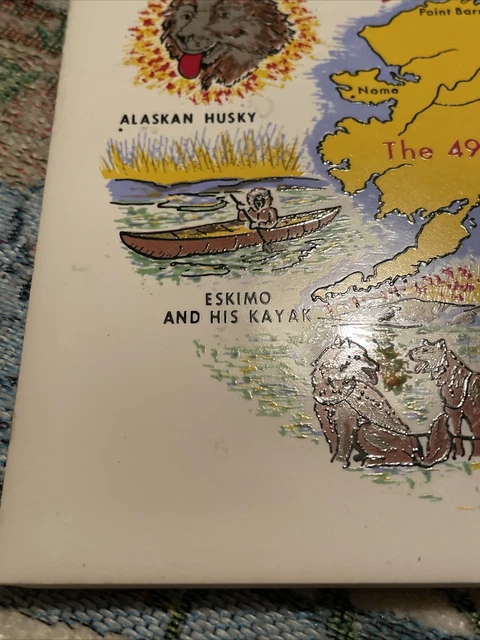 Point Barr
Nome
ALASKAN HUSKY
The 49
ESKIMO
AND HIS KAYAK